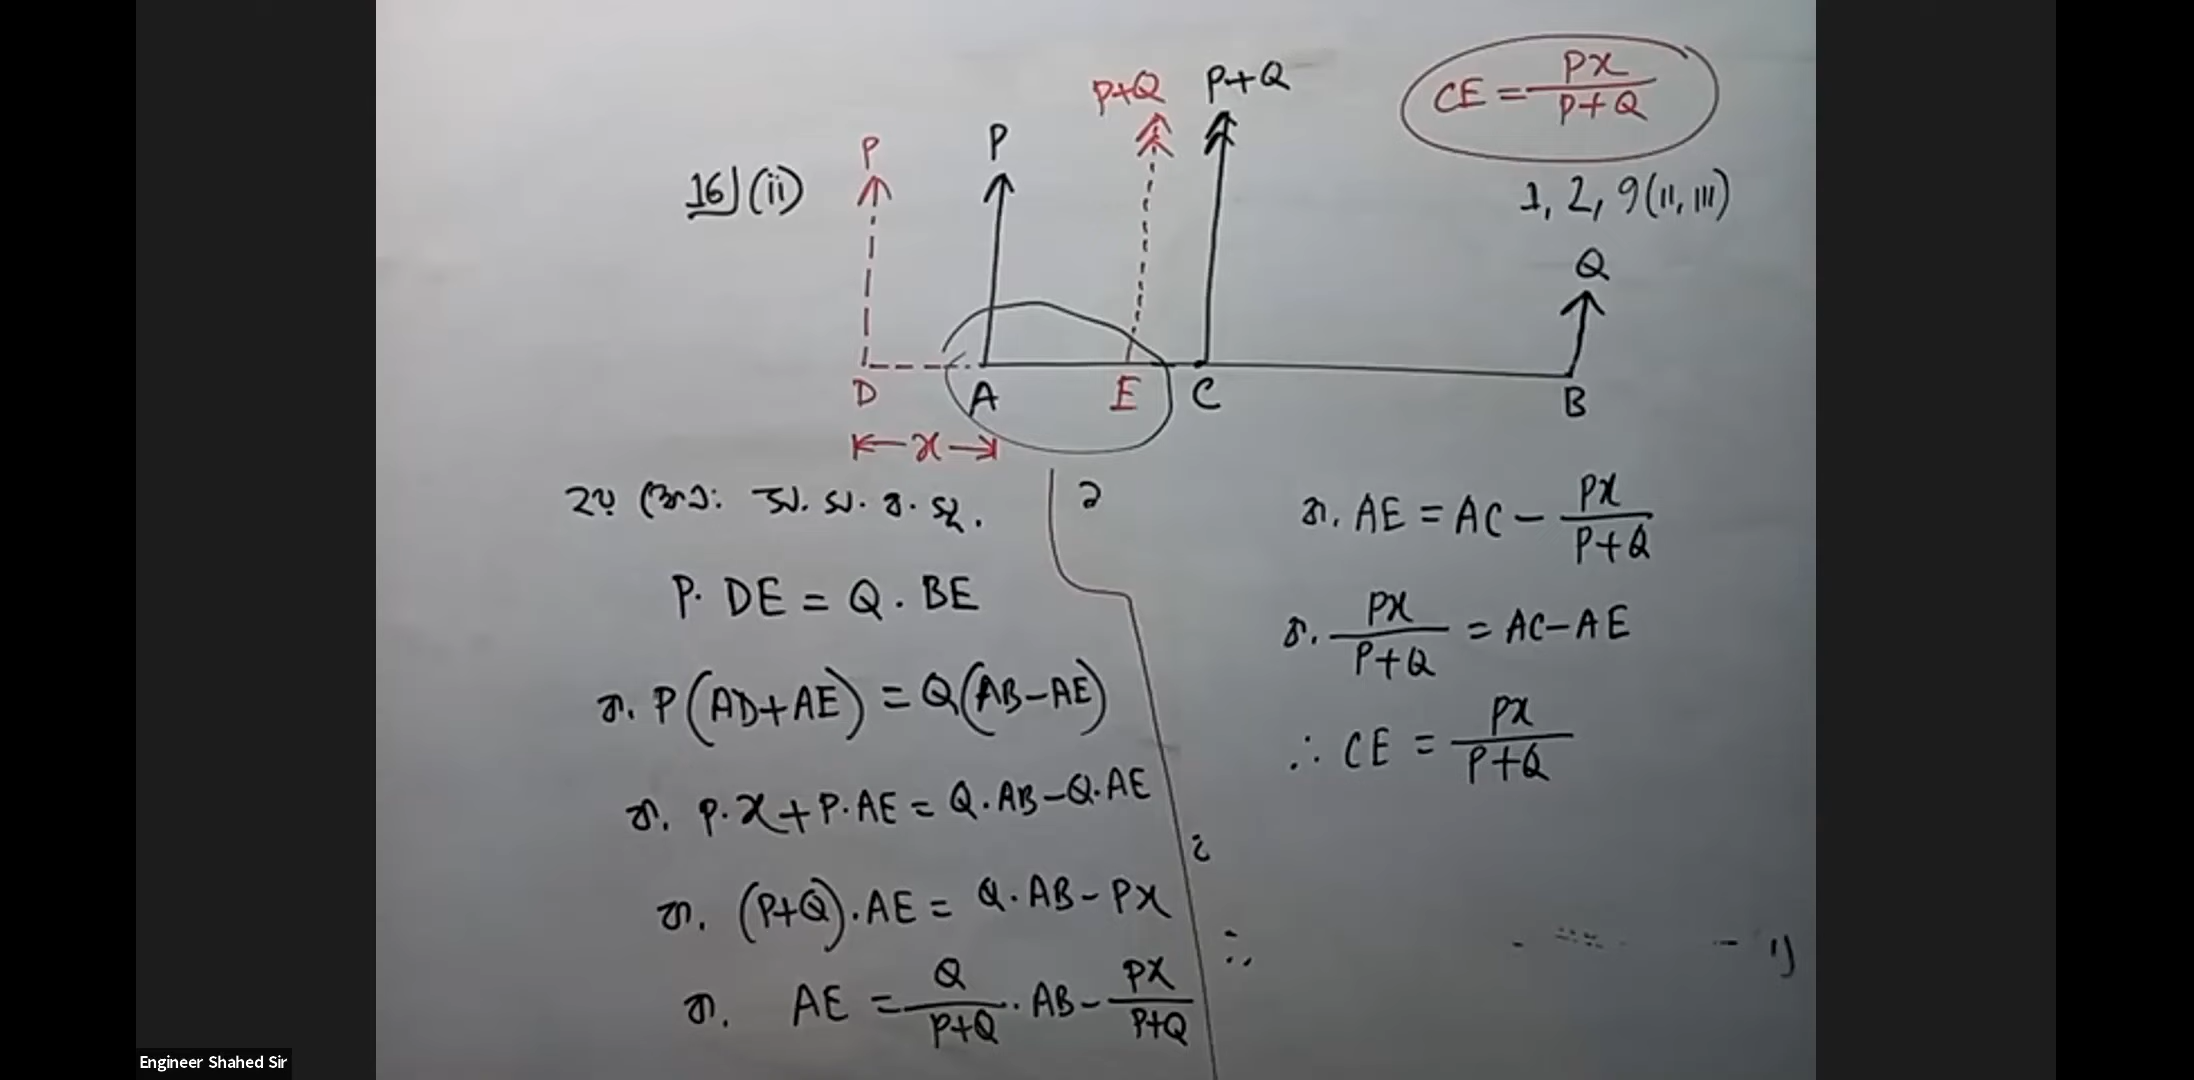 CE = Px / P+Q
P+Q P+Q
P P
16) (ii)
1, 2, 9 (ii, iii)
Q
D A E C B
x
P. DE = Q . BE
বা. P(AD+AE) = Q(AB-AE)
বা. P.x + P.AE = Q.AB - Q.AE
বা. (P+Q).AE = Q.AB - Px
বা. AE = Q / P+Q . AB - Px / P+Q
বা. AE = AC - Px / P+Q
বা. Px / P+Q = AC - AE
∴ CE = Px / P+Q
∴
Engineer Shahed Sir